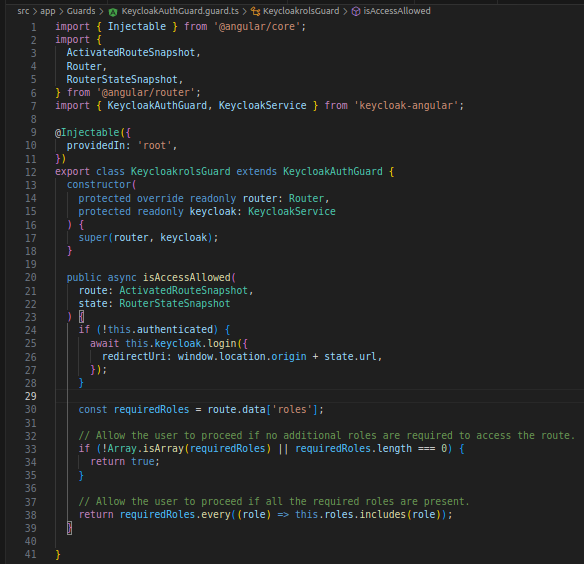 src > app > Guards > KeycloakAuthGuard.guard.ts > KeycloakrolsGuard > isAccessAllowed
1 import { Injectable } from '@angular/core';
2 import {
3   ActivatedRouteSnapshot,
4   Router,
5   RouterStateSnapshot,
6 } from '@angular/router';
7 import { KeycloakAuthGuard, KeycloakService } from 'keycloak-angular';
8
9 @Injectable({
10   providedIn: 'root',
11 })
12 export class KeycloakrolsGuard extends KeycloakAuthGuard {
13   constructor(
14     protected override readonly router: Router,
15     protected readonly keycloak: KeycloakService
16   ) {
17     super(router, keycloak);
18   }
19
20   public async isAccessAllowed(
21     route: ActivatedRouteSnapshot,
22     state: RouterStateSnapshot
23   ) {
24     if (!this.authenticated) {
25       await this.keycloak.login({
26         redirectUri: window.location.origin + state.url,
27       });
28     }
29
30     const requiredRoles = route.data['roles'];
31
32     // Allow the user to proceed if no additional roles are required to access the route.
33     if (!Array.isArray(requiredRoles) || requiredRoles.length === 0) {
34       return true;
35     }
36
37     // Allow the user to proceed if all the required roles are present.
38     return requiredRoles.every((role) => this.roles.includes(role));
39   }
40
41 }